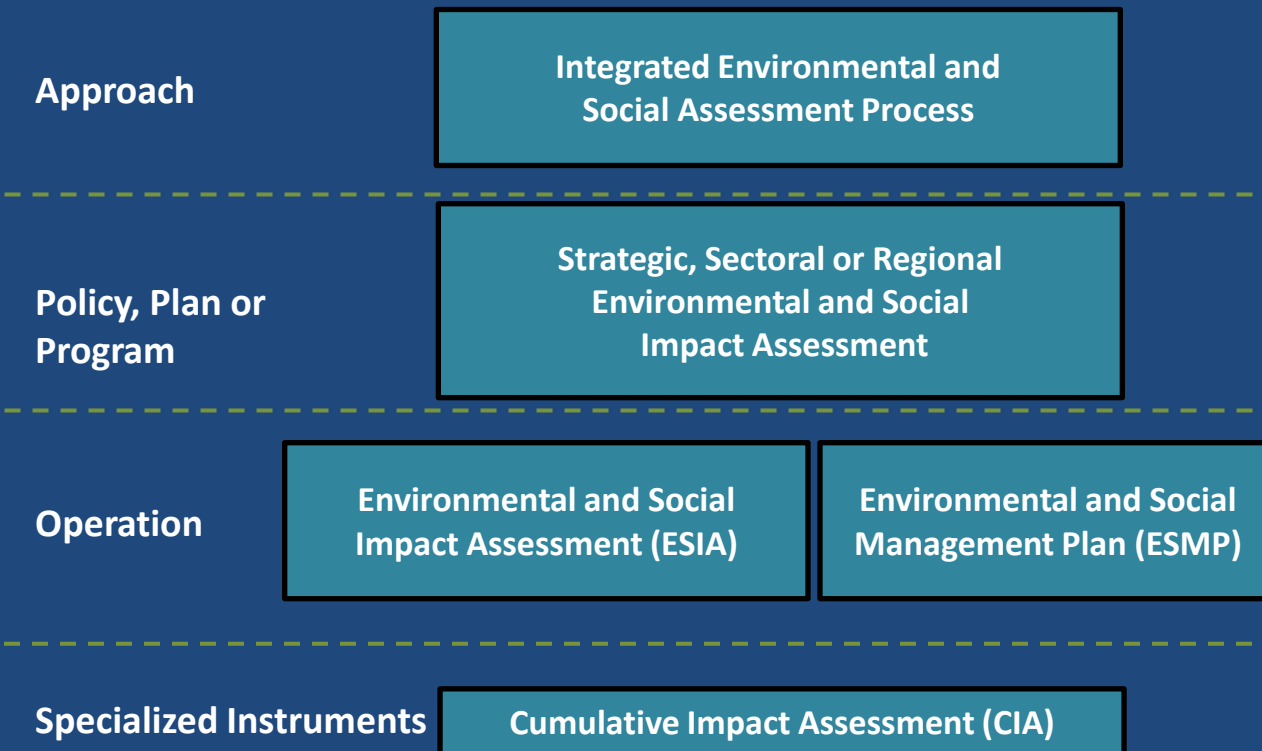 Approach
Integrated Environmental and
Social Assessment Process
Policy, Plan or
Program
Strategic, Sectoral or Regional
Environmental and Social
Impact Assessment
Operation
Environmental and Social
Impact Assessment (ESIA)
Environmental and Social
Management Plan (ESMP)
Specialized Instruments
Cumulative Impact Assessment (CIA)